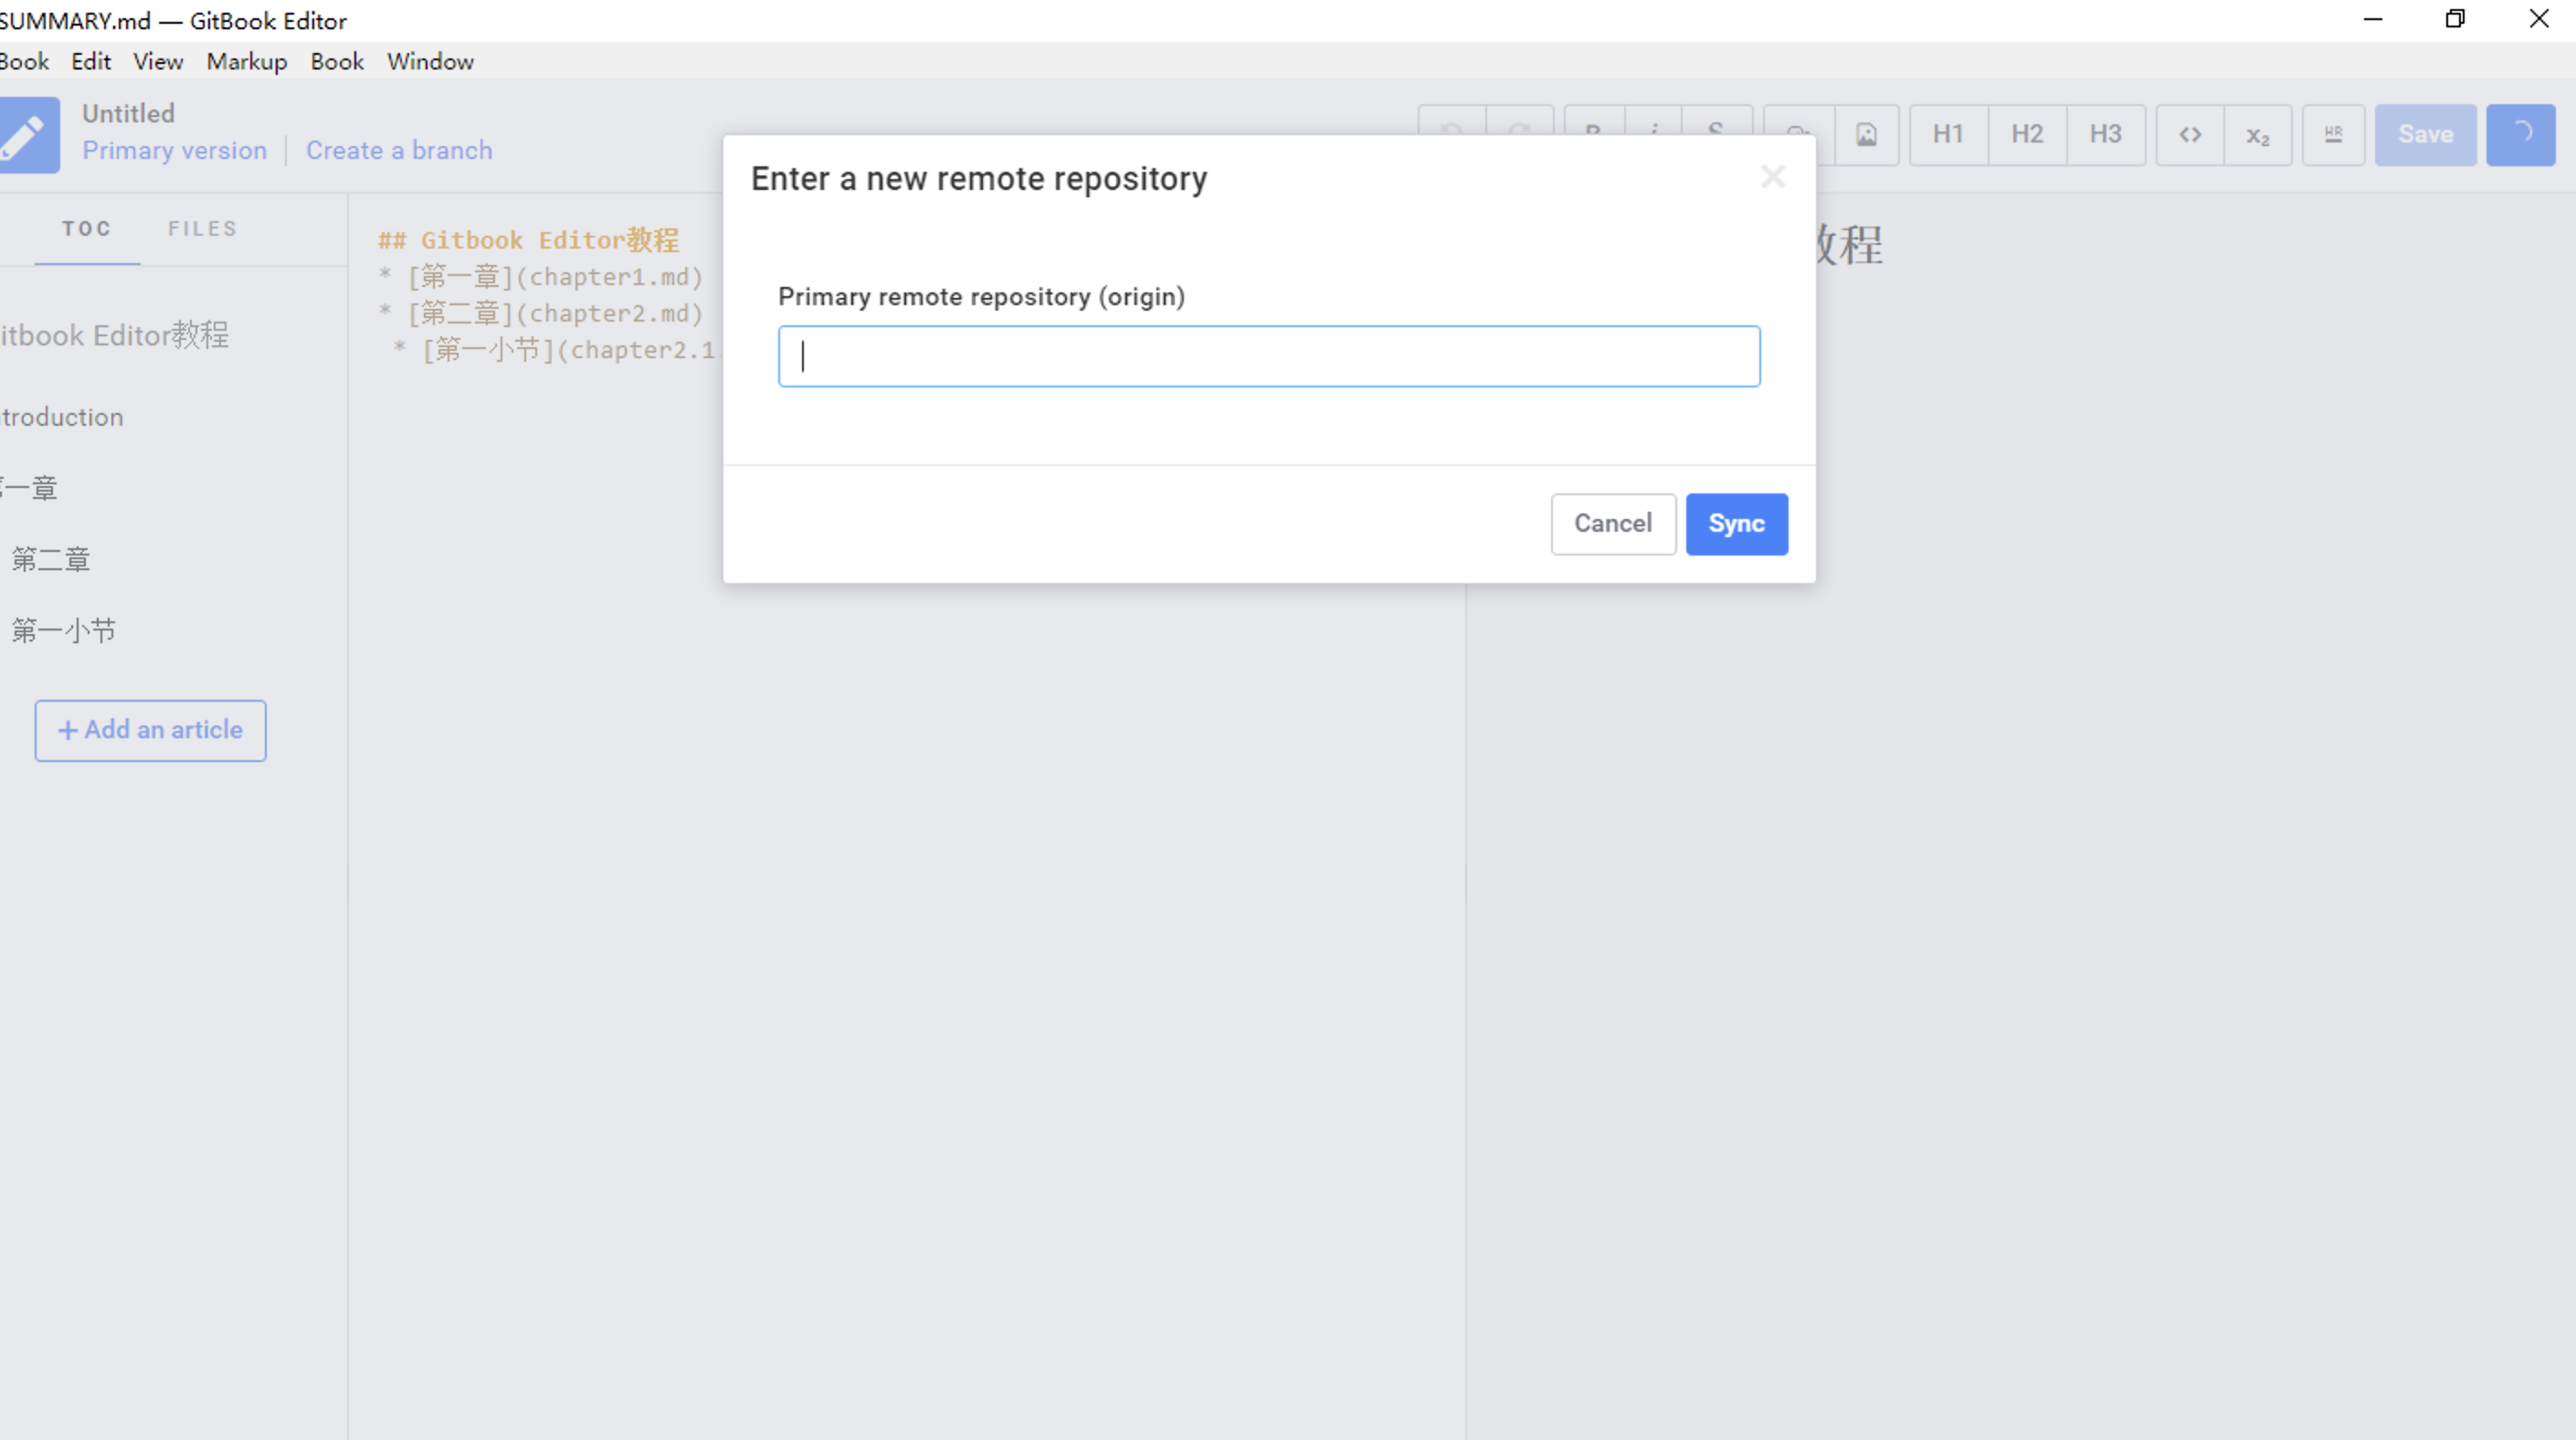 SUMMARY.md — GitBook Editor
Book Edit View Markup Book Window
Untitled
Primary version Create a branch
H1 H2 H3 <> x₂ HR Save
Enter a new remote repository
TOC FILES
## Gitbook Editor教程
* [第一章](chapter1.md)
* [第二章](chapter2.md)
* [第一小节](chapter2.1
Primary remote repository (origin)
Cancel Sync
教程
itbook Editor教程
troduction
一章
第二章
第一小节
+ Add an article